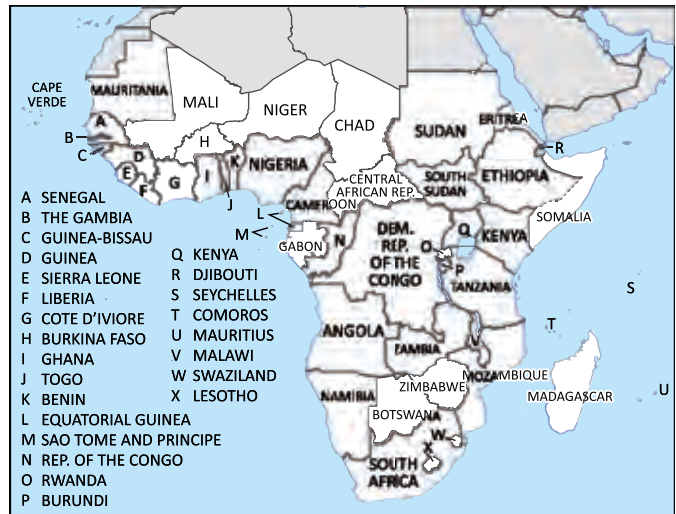 CAPE
VERDE
MAURITANIA
MALI
NIGER
CHAD
SUDAN
ERITREA
R
A
B
C
D
E
F
G
H
I
K
J
NIGERIA
ETHIOPIA
SOUTH
SUDAN
CENTRAL
AFRICAN REP.
CAMEROON
SOMALIA
L
M
GABON
N
DEM.
REP.
OF THE
CONGO
O
P
Q
KENYA
TANZANIA
S
T
U
ANGOLA
ZAMBIA
V
MOZAMBIQUE
ZIMBABWE
MADAGASCAR
NAMIBIA
BOTSWANA
W
X
SOUTH
AFRICA
A SENEGAL
B THE GAMBIA
C GUINEA-BISSAU
D GUINEA
E SIERRA LEONE
F LIBERIA
G COTE D'IVIORE
H BURKINA FASO
I GHANA
J TOGO
K BENIN
L EQUATORIAL GUINEA
M SAO TOME AND PRINCIPE
N REP. OF THE CONGO
O RWANDA
P BURUNDI
Q KENYA
R DJIBOUTI
S SEYCHELLES
T COMOROS
U MAURITIUS
V MALAWI
W SWAZILAND
X LESOTHO